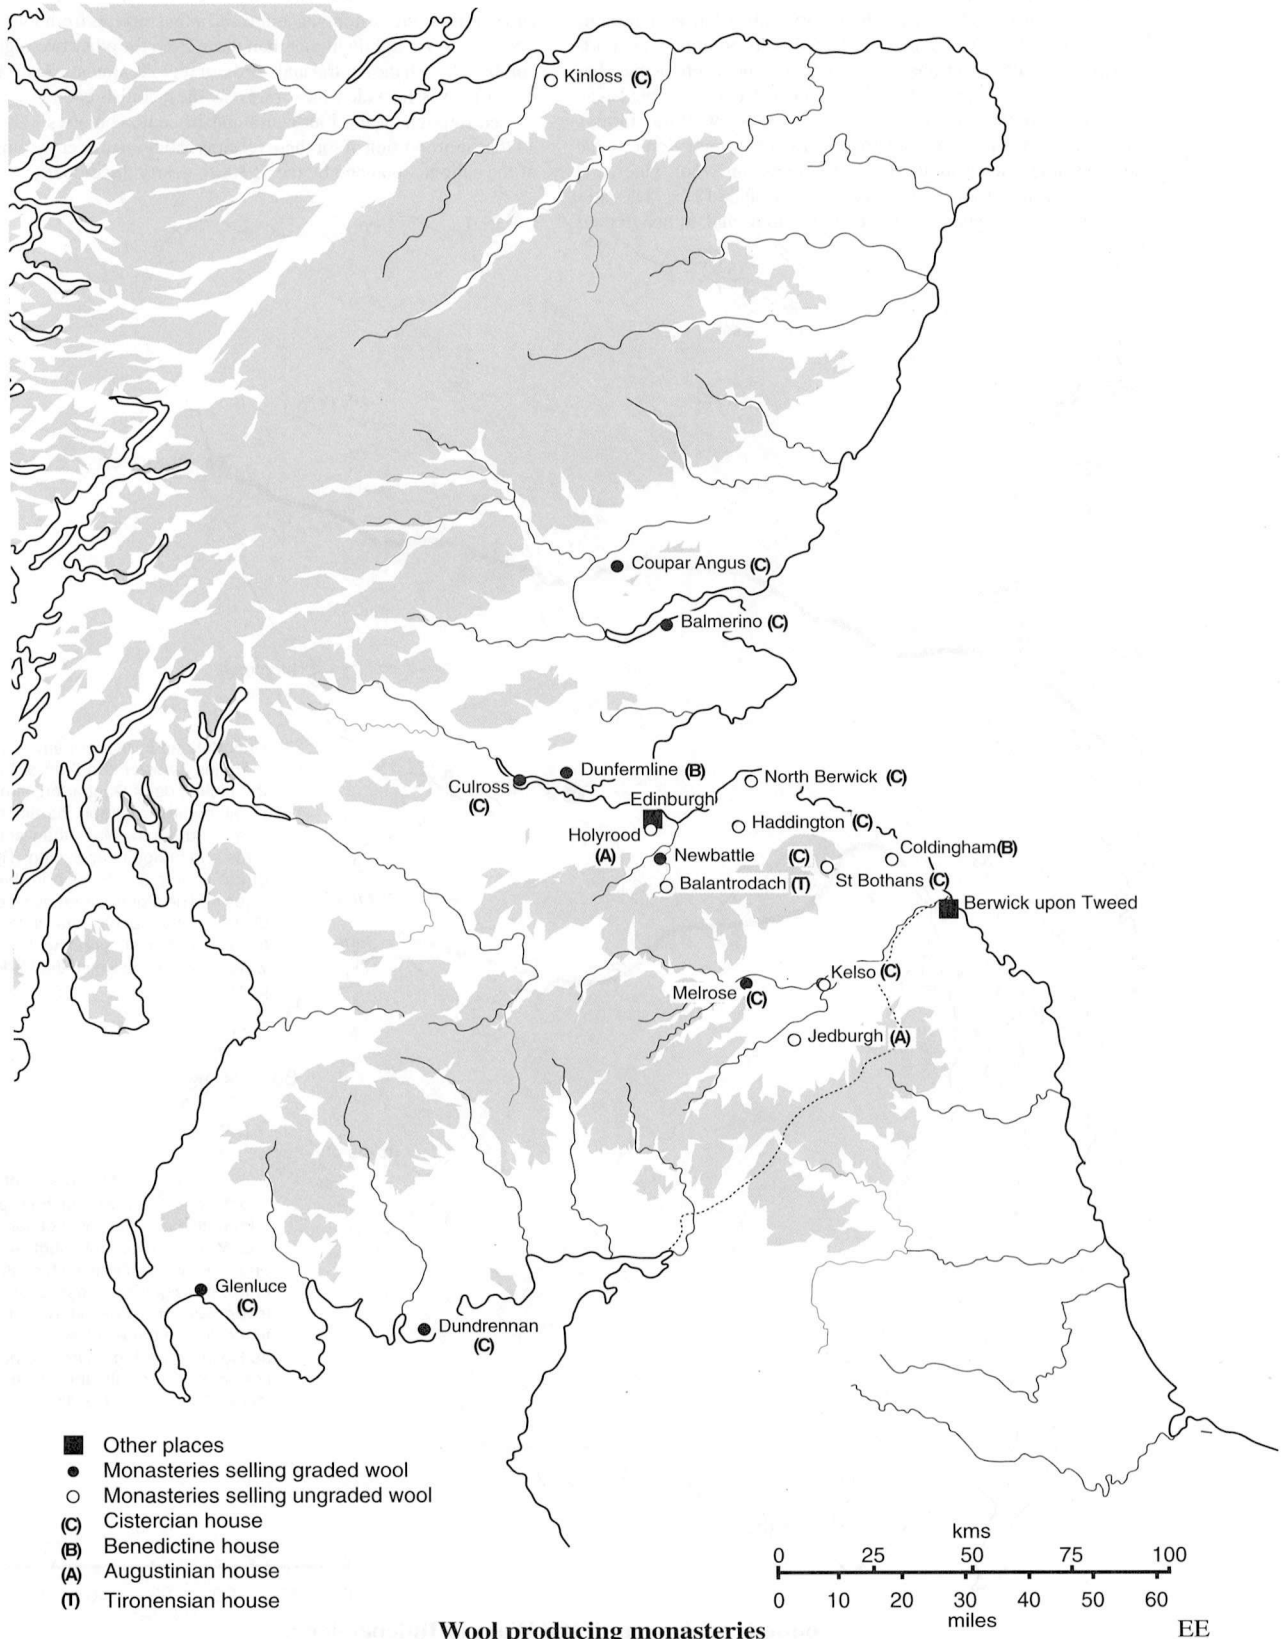 Kinloss (C)
Coupar Angus (C)
Balmerino (C)
Dunfermline (B)
Culross
(C)
North Berwick (C)
Edinburgh
Haddington (C)
Holyrood
(A)
Coldingham (B)
Newbattle (C)
St Bothans (C)
Balantrodach (T)
Berwick upon Tweed
Kelso (C)
Melrose (C)
Jedburgh (A)
Glenluce
(C)
Dundrennan
(C)
Other places
Monasteries selling graded wool
Monasteries selling ungraded wool
(C) Cistercian house
(B) Benedictine house
(A) Augustinian house
(T) Tironensian house
kms
0 25 50 75 100
0 10 20 30 40 50 60
miles
Wool producing monasteries
EE